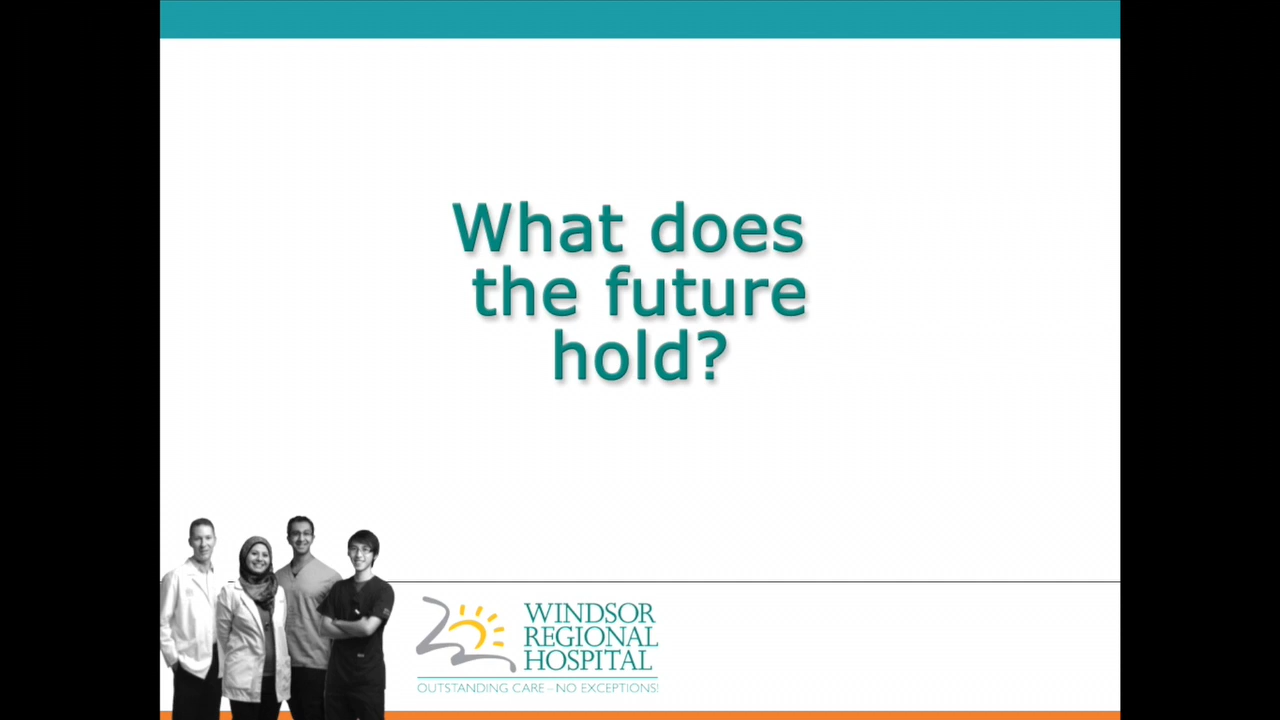 What does
the future
hold?
WINDSOR
REGIONAL
HOSPITAL
OUTSTANDING CARE – NO EXCEPTIONS!